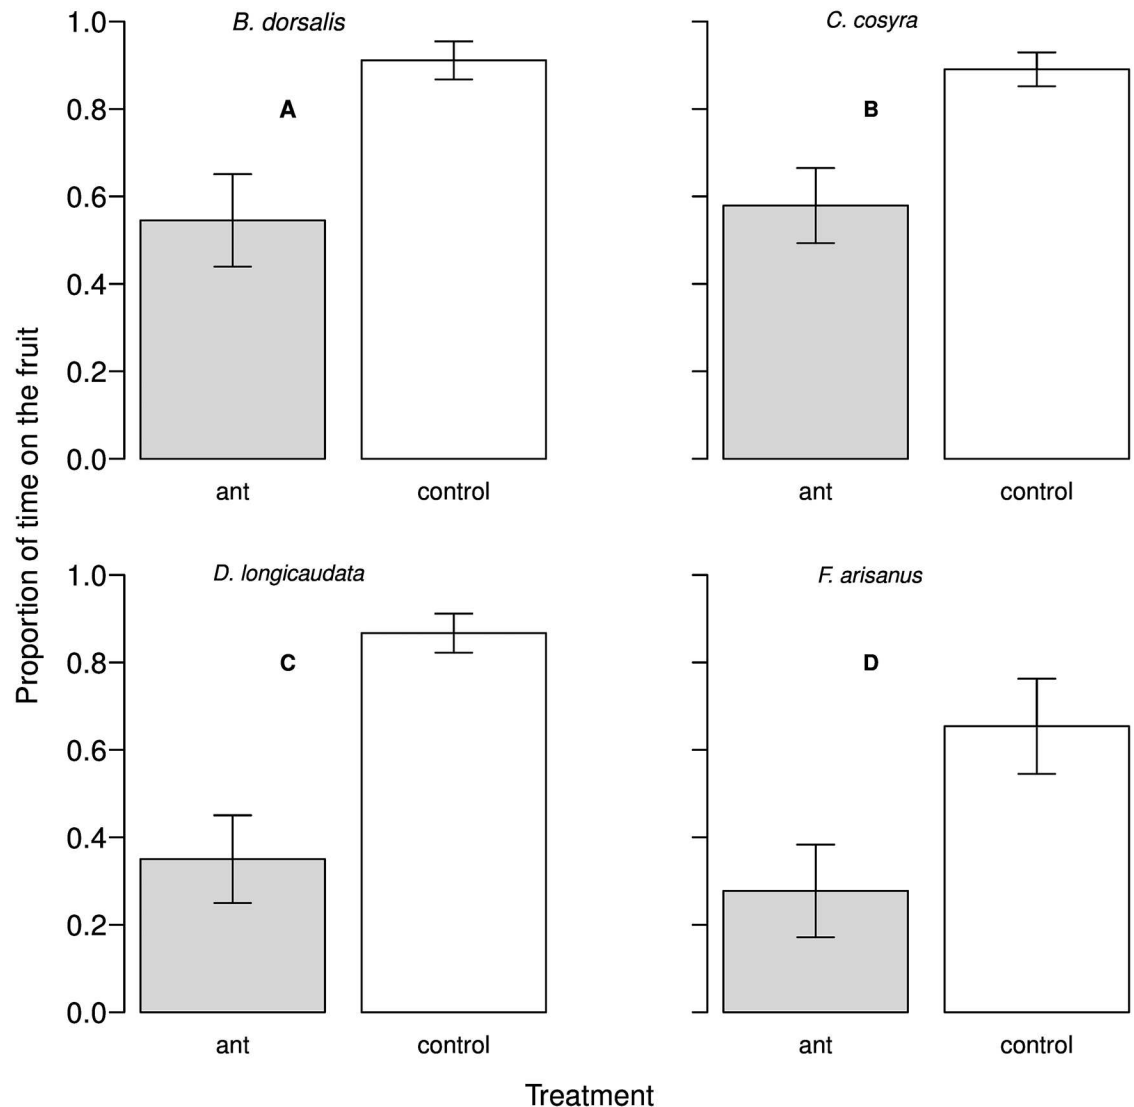 Proportion of time on the fruit
B. dorsalis
A
1.0
0.8
0.6
0.4
0.2
0.0
ant control
C. cosyra
B
ant control
D. longicaudata
C
1.0
0.8
0.6
0.4
0.2
0.0
ant control
F. arisanus
D
ant control
Treatment